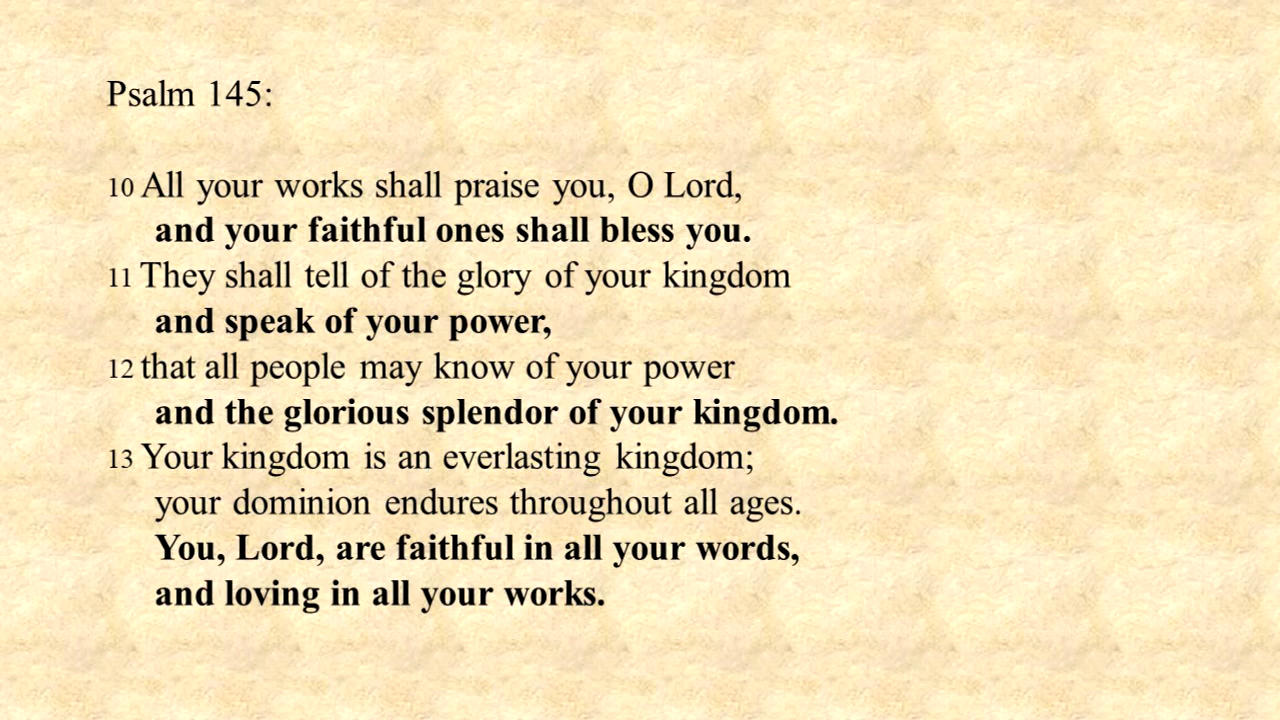 Psalm 145:
10 All your works shall praise you, O Lord,
and your faithful ones shall bless you.
11 They shall tell of the glory of your kingdom
and speak of your power,
12 that all people may know of your power
and the glorious splendor of your kingdom.
13 Your kingdom is an everlasting kingdom;
your dominion endures throughout all ages.
You, Lord, are faithful in all your words,
and loving in all your works.